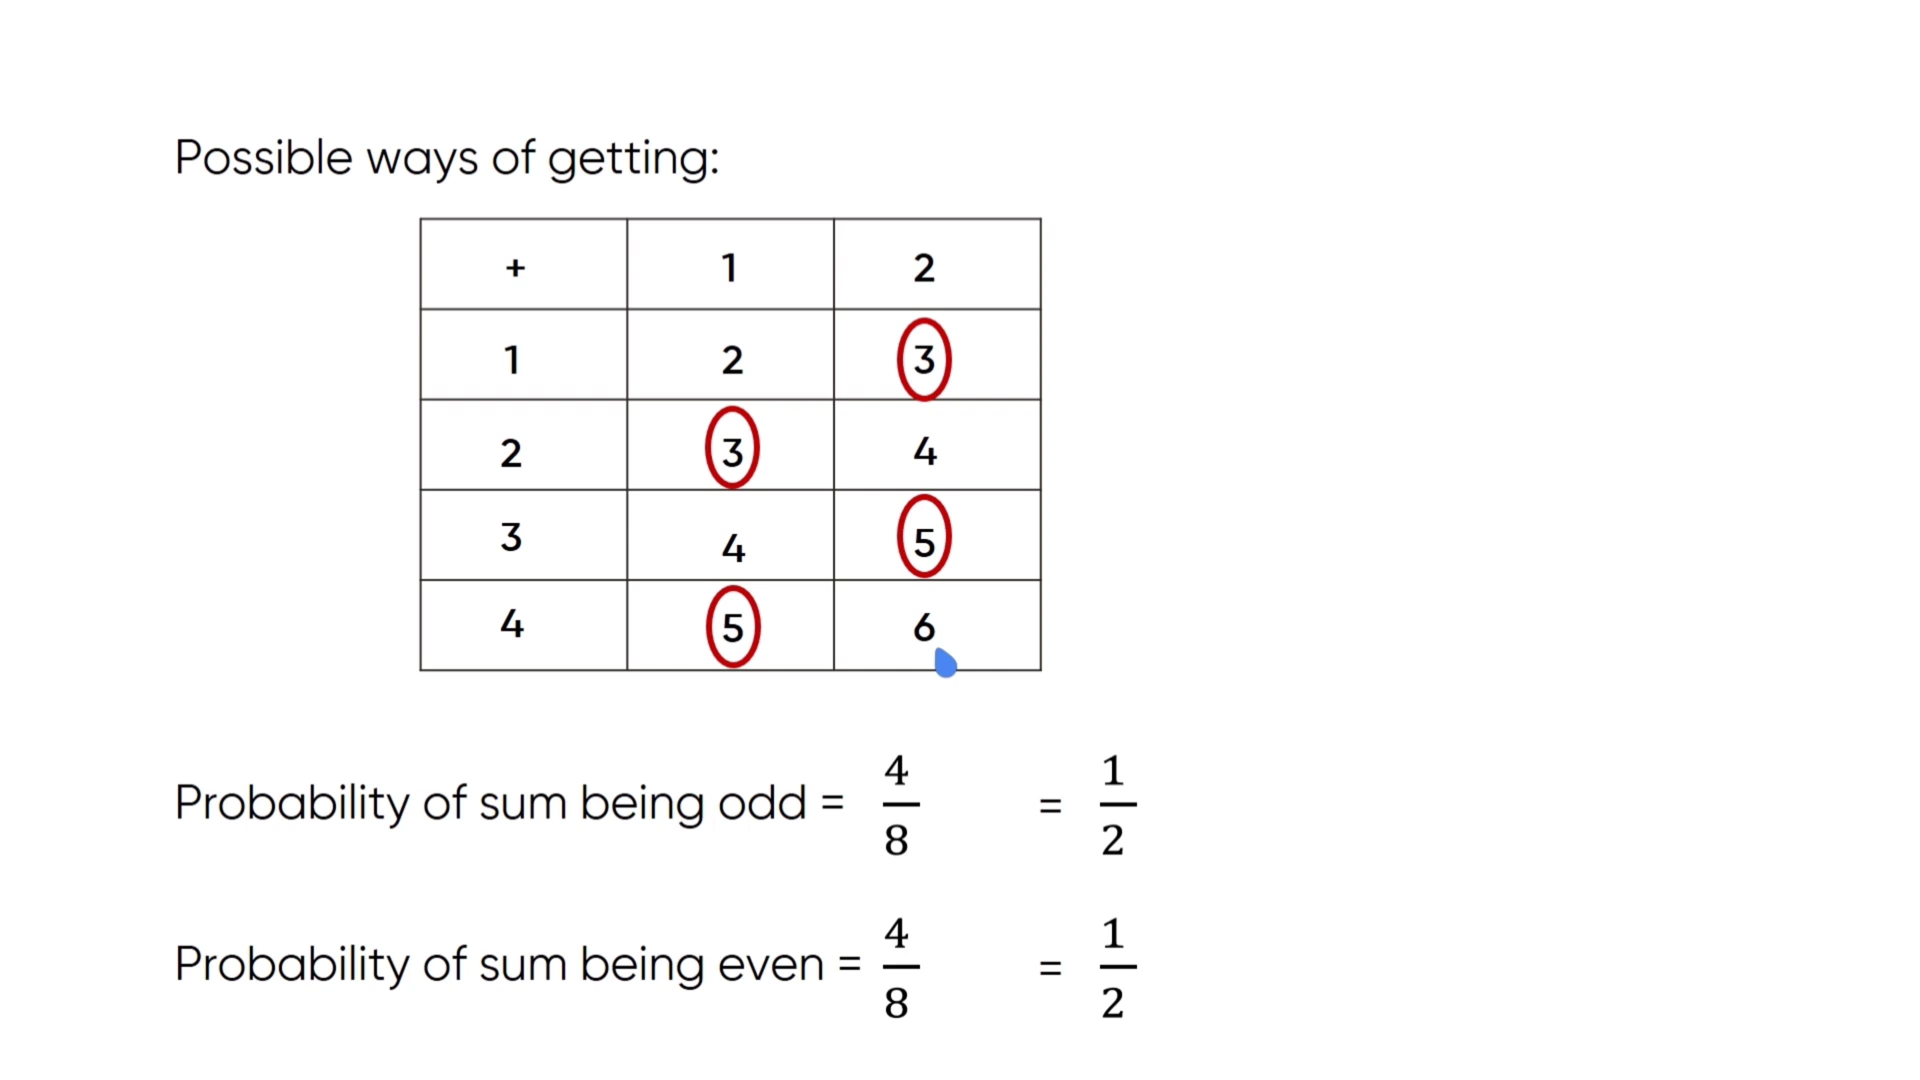 Possible ways of getting:
+ 1 2
1 2 3
2 3 4
3 4 5
4 5 6
Probability of sum being odd = 4/8 = 1/2
Probability of sum being even = 4/8 = 1/2